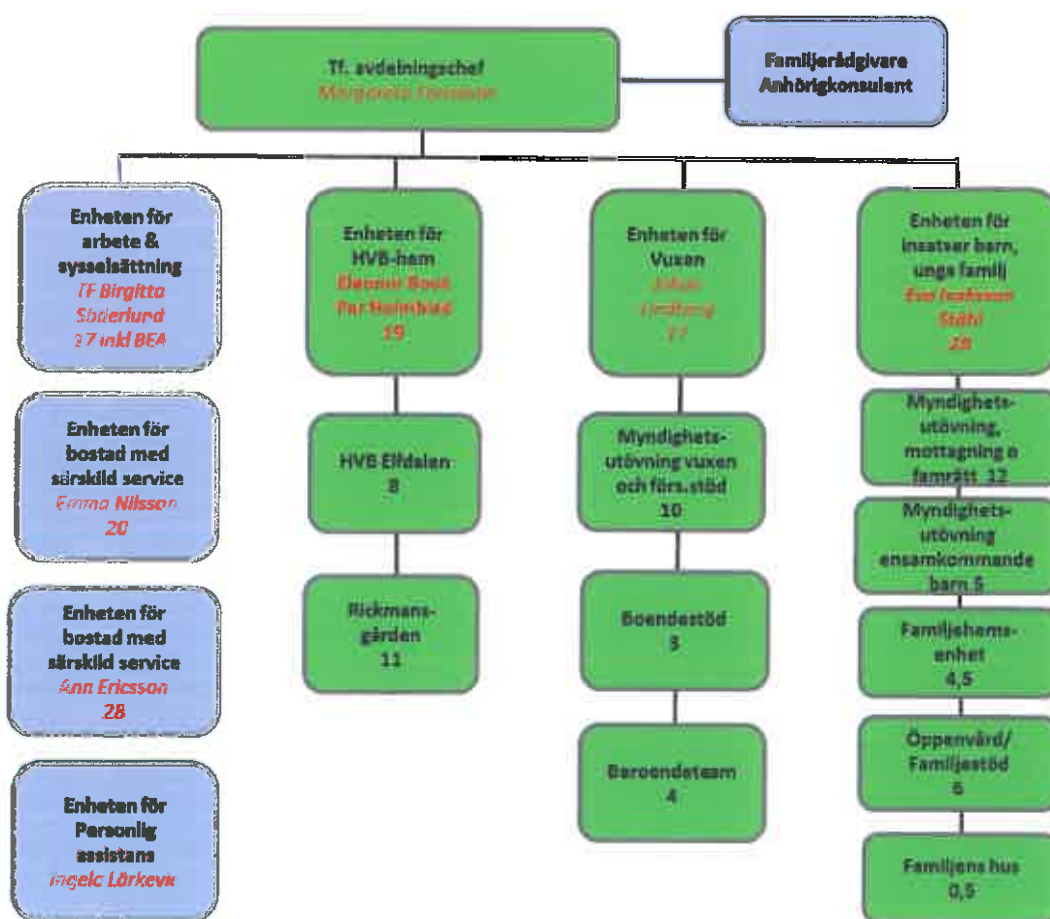 Tf. avdelningschef
Margareta
Familjerådgivare
Anhörigkonsulent
Enheten för
arbete &
sysselsättning
TF Birgitta
Söderlund
inkl BEA
Enheten för
bostad med
särskild service
Emma Nilsson
20
Enheten för
bostad med
särskild service
Ann Ericsson
28
Enheten för
Personlig
assistans
Ingela Lärkevik
Enheten för
HVB-hem
Eleonor Book
Per Holmblad
19
HVB Elfdalen
8
Rickmans-
gården
11
Enheten för
Vuxen
Lindberg
17
Myndighets-
utövning vuxen
och förs.stöd
10
Boendestöd
3
Beroendeteam
4
Enheten för
insatser barn,
unga familj
Eva Isaksson
Ståhl
28
Myndighets-
utövning,
mottagning o
famrätt 12
Myndighets-
utövning
ensamkommande
barn 5
Familjehems-
enhet
4,5
Öppenvård/
Familjestöd
6
Familjens hus
0,5